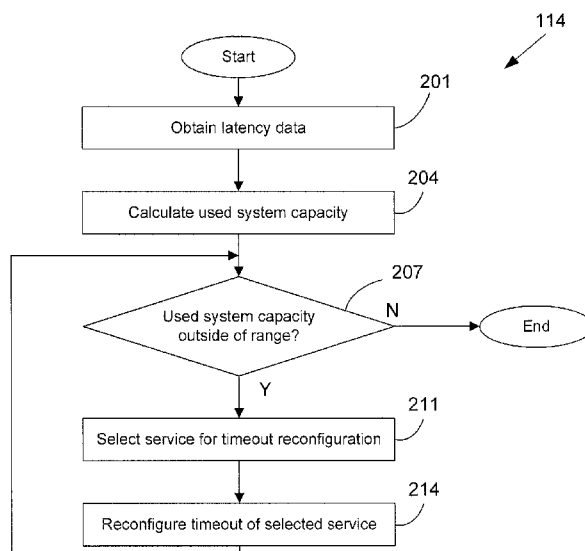 114
Start
201
Obtain latency data
204
Calculate used system capacity
207
Used system capacity
outside of range?
N
End
Y
211
Select service for timeout reconfiguration
214
Reconfigure timeout of selected service